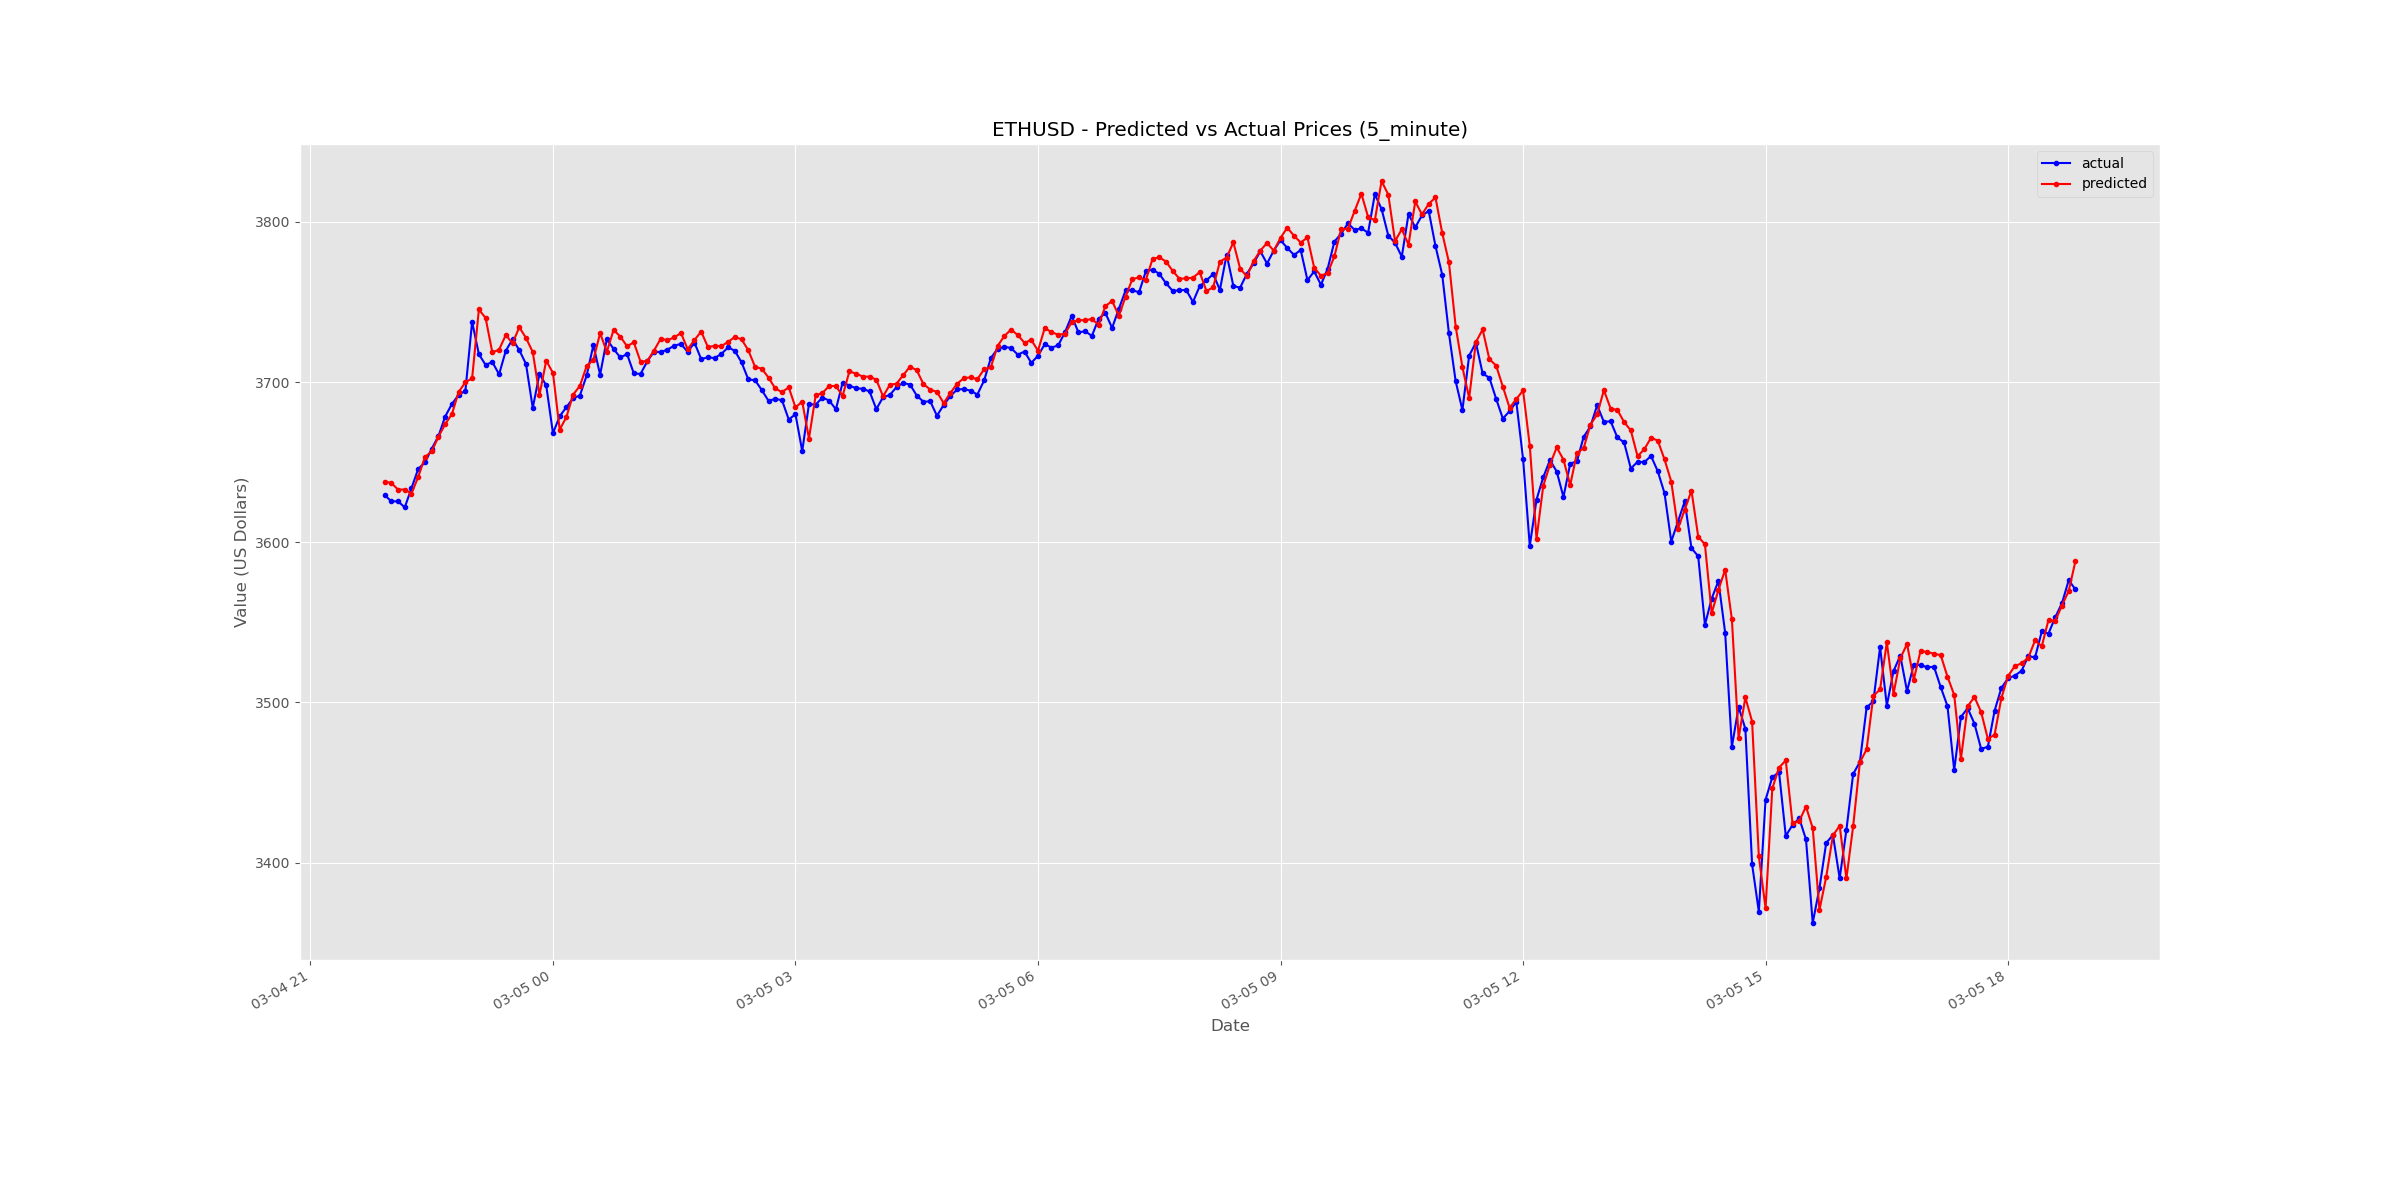 ETHUSD - Predicted vs Actual Prices (5_minute)
actual
predicted
3800
3700
3600
3500
3400
Value (US Dollars)
03-04 21
03-05 00
03-05 03
03-05 06
03-05 09
03-05 12
03-05 15
03-05 18
Date